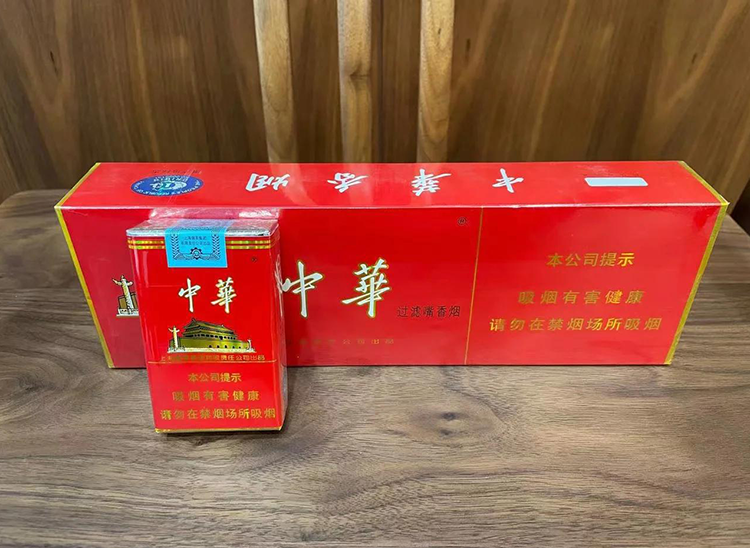 中華香烟
中華
过滤嘴香烟
本公司提示
吸烟有害健康
请勿在禁烟场所吸烟
中華
本公司提示
吸烟有害健康
请勿在禁烟场所吸烟